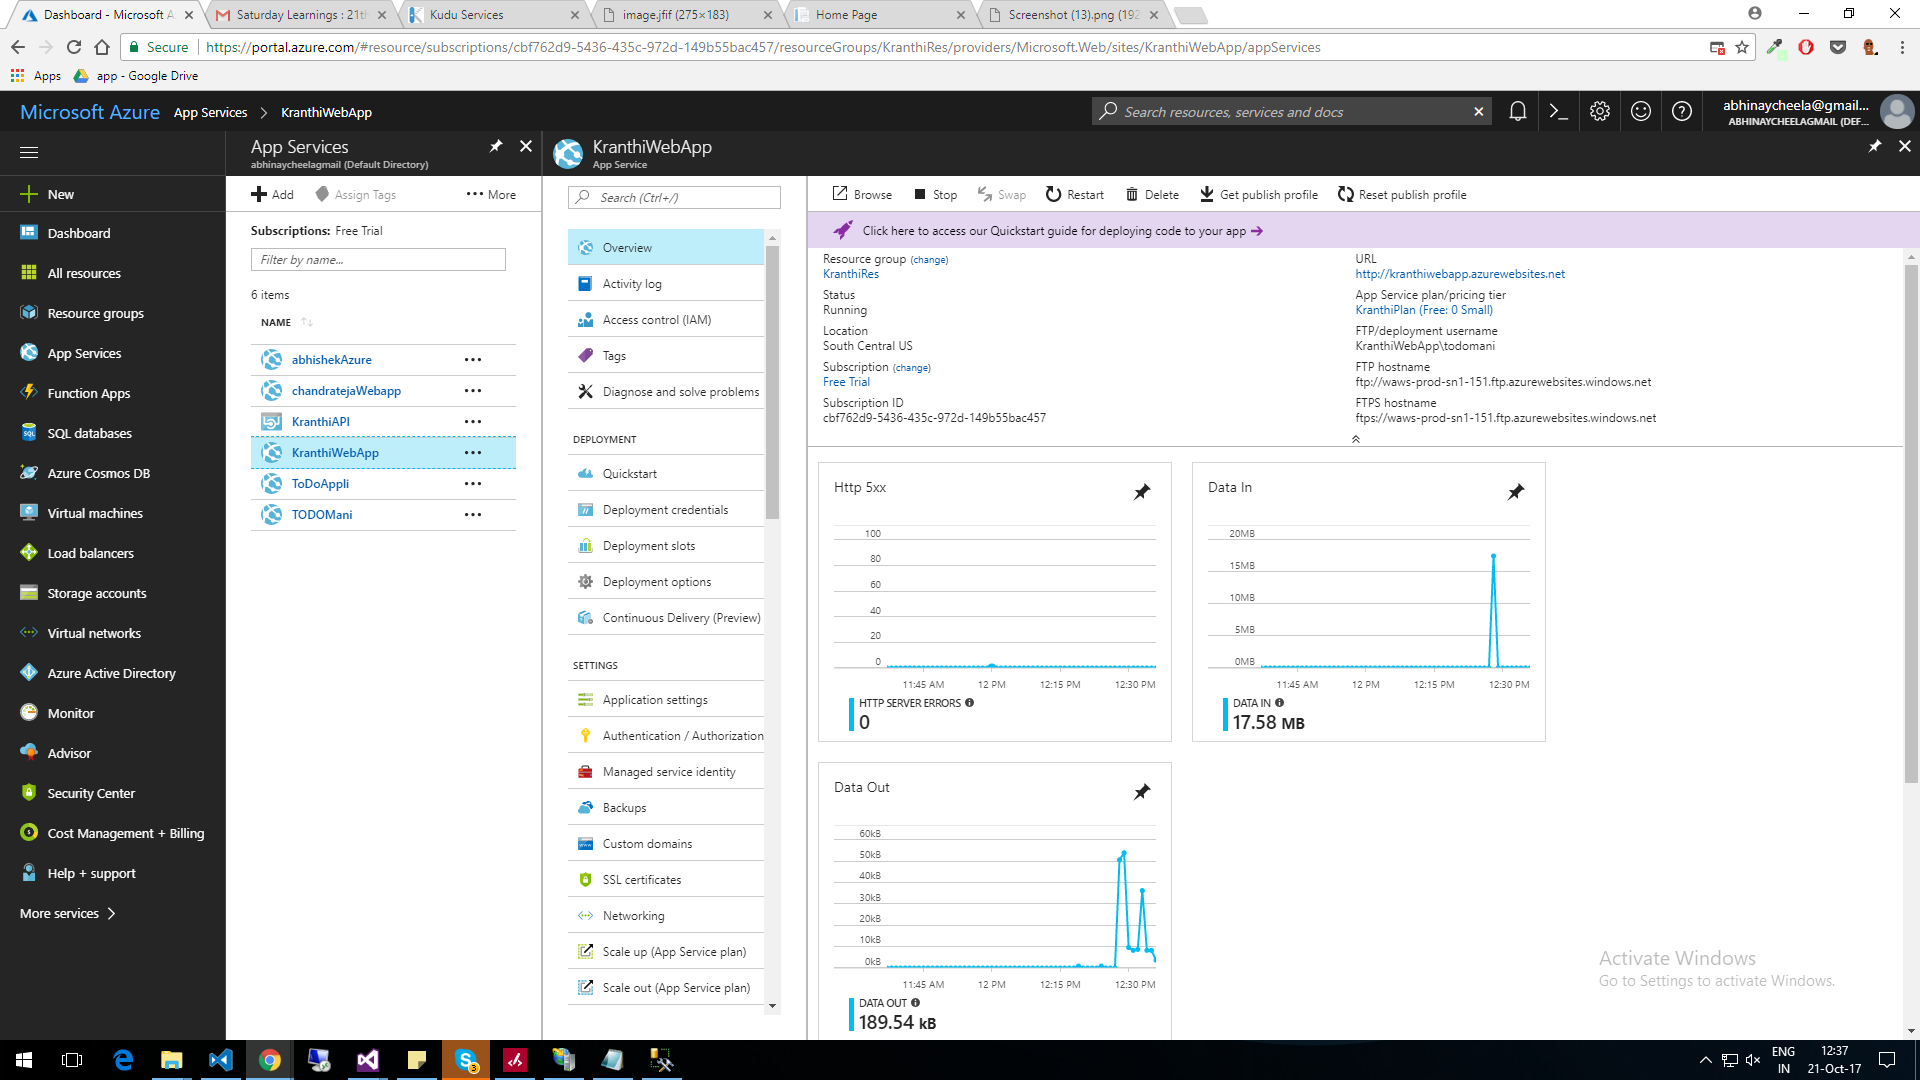 Dashboard - Microsoft A
Saturday Learnings : 21th
Kudu Services
image.jfif (275×183)
Home Page
Screenshot (13).png (192
Secure
https://portal.azure.com/#resource/subscriptions/cbf762d9-5436-435c-972d-149b55bac457/resourceGroups/KranthiRes/providers/Microsoft.Web/sites/KranthiWebApp/appServices
Apps
app - Google Drive
Microsoft Azure
App Services
KranthiWebApp
Search resources, services and docs
abhinaycheela@gmail...
ABHINAYCHEELAGMAIL (DEF...
New
Dashboard
All resources
Resource groups
App Services
Function Apps
SQL databases
Azure Cosmos DB
Virtual machines
Load balancers
Storage accounts
Virtual networks
Azure Active Directory
Monitor
Advisor
Security Center
Cost Management + Billing
Help + support
More services
App Services
abhinaycheelagmail (Default Directory)
Add
Assign Tags
More
Subscriptions: Free Trial
Filter by name...
6 items
NAME
abhishekAzure
chandratejaWebapp
KranthiAPI
KranthiWebApp
ToDoAppli
TODOMani
KranthiWebApp
App Service
Search (Ctrl+/)
Overview
Activity log
Access control (IAM)
Tags
Diagnose and solve problems
DEPLOYMENT
Quickstart
Deployment credentials
Deployment slots
Deployment options
Continuous Delivery (Preview)
SETTINGS
Application settings
Authentication / Authorization
Managed service identity
Backups
Custom domains
SSL certificates
Networking
Scale up (App Service plan)
Scale out (App Service plan)
Browse
Stop
Swap
Restart
Delete
Get publish profile
Reset publish profile
Click here to access our Quickstart guide for deploying code to your app
Resource group (change)
KranthiRes
Status
Running
Location
South Central US
Subscription (change)
Free Trial
Subscription ID
cbf762d9-5436-435c-972d-149b55bac457
URL
http://kranthiwebapp.azurewebsites.net
App Service plan/pricing tier
KranthiPlan (Free: 0 Small)
FTP/deployment username
KranthiWebApp\todomani
FTP hostname
ftp://waws-prod-sn1-151.ftp.azurewebsites.windows.net
FTPS hostname
ftps://waws-prod-sn1-151.ftp.azurewebsites.windows.net
Http 5xx
100
80
60
40
20
0
11:45 AM
12 PM
12:15 PM
12:30 PM
HTTP SERVER ERRORS
0
Data In
20MB
15MB
10MB
5MB
0MB
11:45 AM
12 PM
12:15 PM
12:30 PM
DATA IN
17.58 MB
Data Out
60kB
50kB
40kB
30kB
20kB
10kB
0kB
11:45 AM
12 PM
12:15 PM
12:30 PM
DATA OUT
189.54 kB
Activate Windows
Go to Settings to activate Windows.
3
ENG
IN
12:37
21-Oct-17